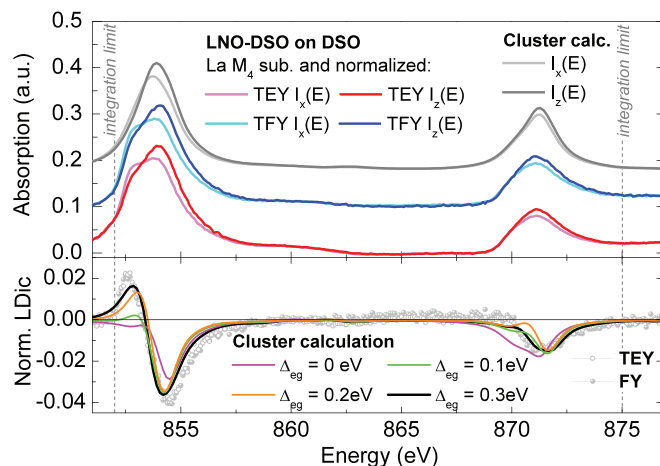 LNO-DSO on DSO
La M4 sub. and normalized:
TEY Ix(E) TEY Iz(E)
TFY Ix(E) TFY Iz(E)
Cluster calc.
Ix(E)
Iz(E)
integration limit
integration limit
Absorption (a.u.)
0.5
0.4
0.3
0.2
0.1
0.0
Norm. LDic
0.02
0.00
-0.02
-0.04
Cluster calculation
Δeg = 0 eV Δeg = 0.1eV
Δeg = 0.2eV Δeg = 0.3eV
TEY
FY
855 860 865 870 875
Energy (eV)